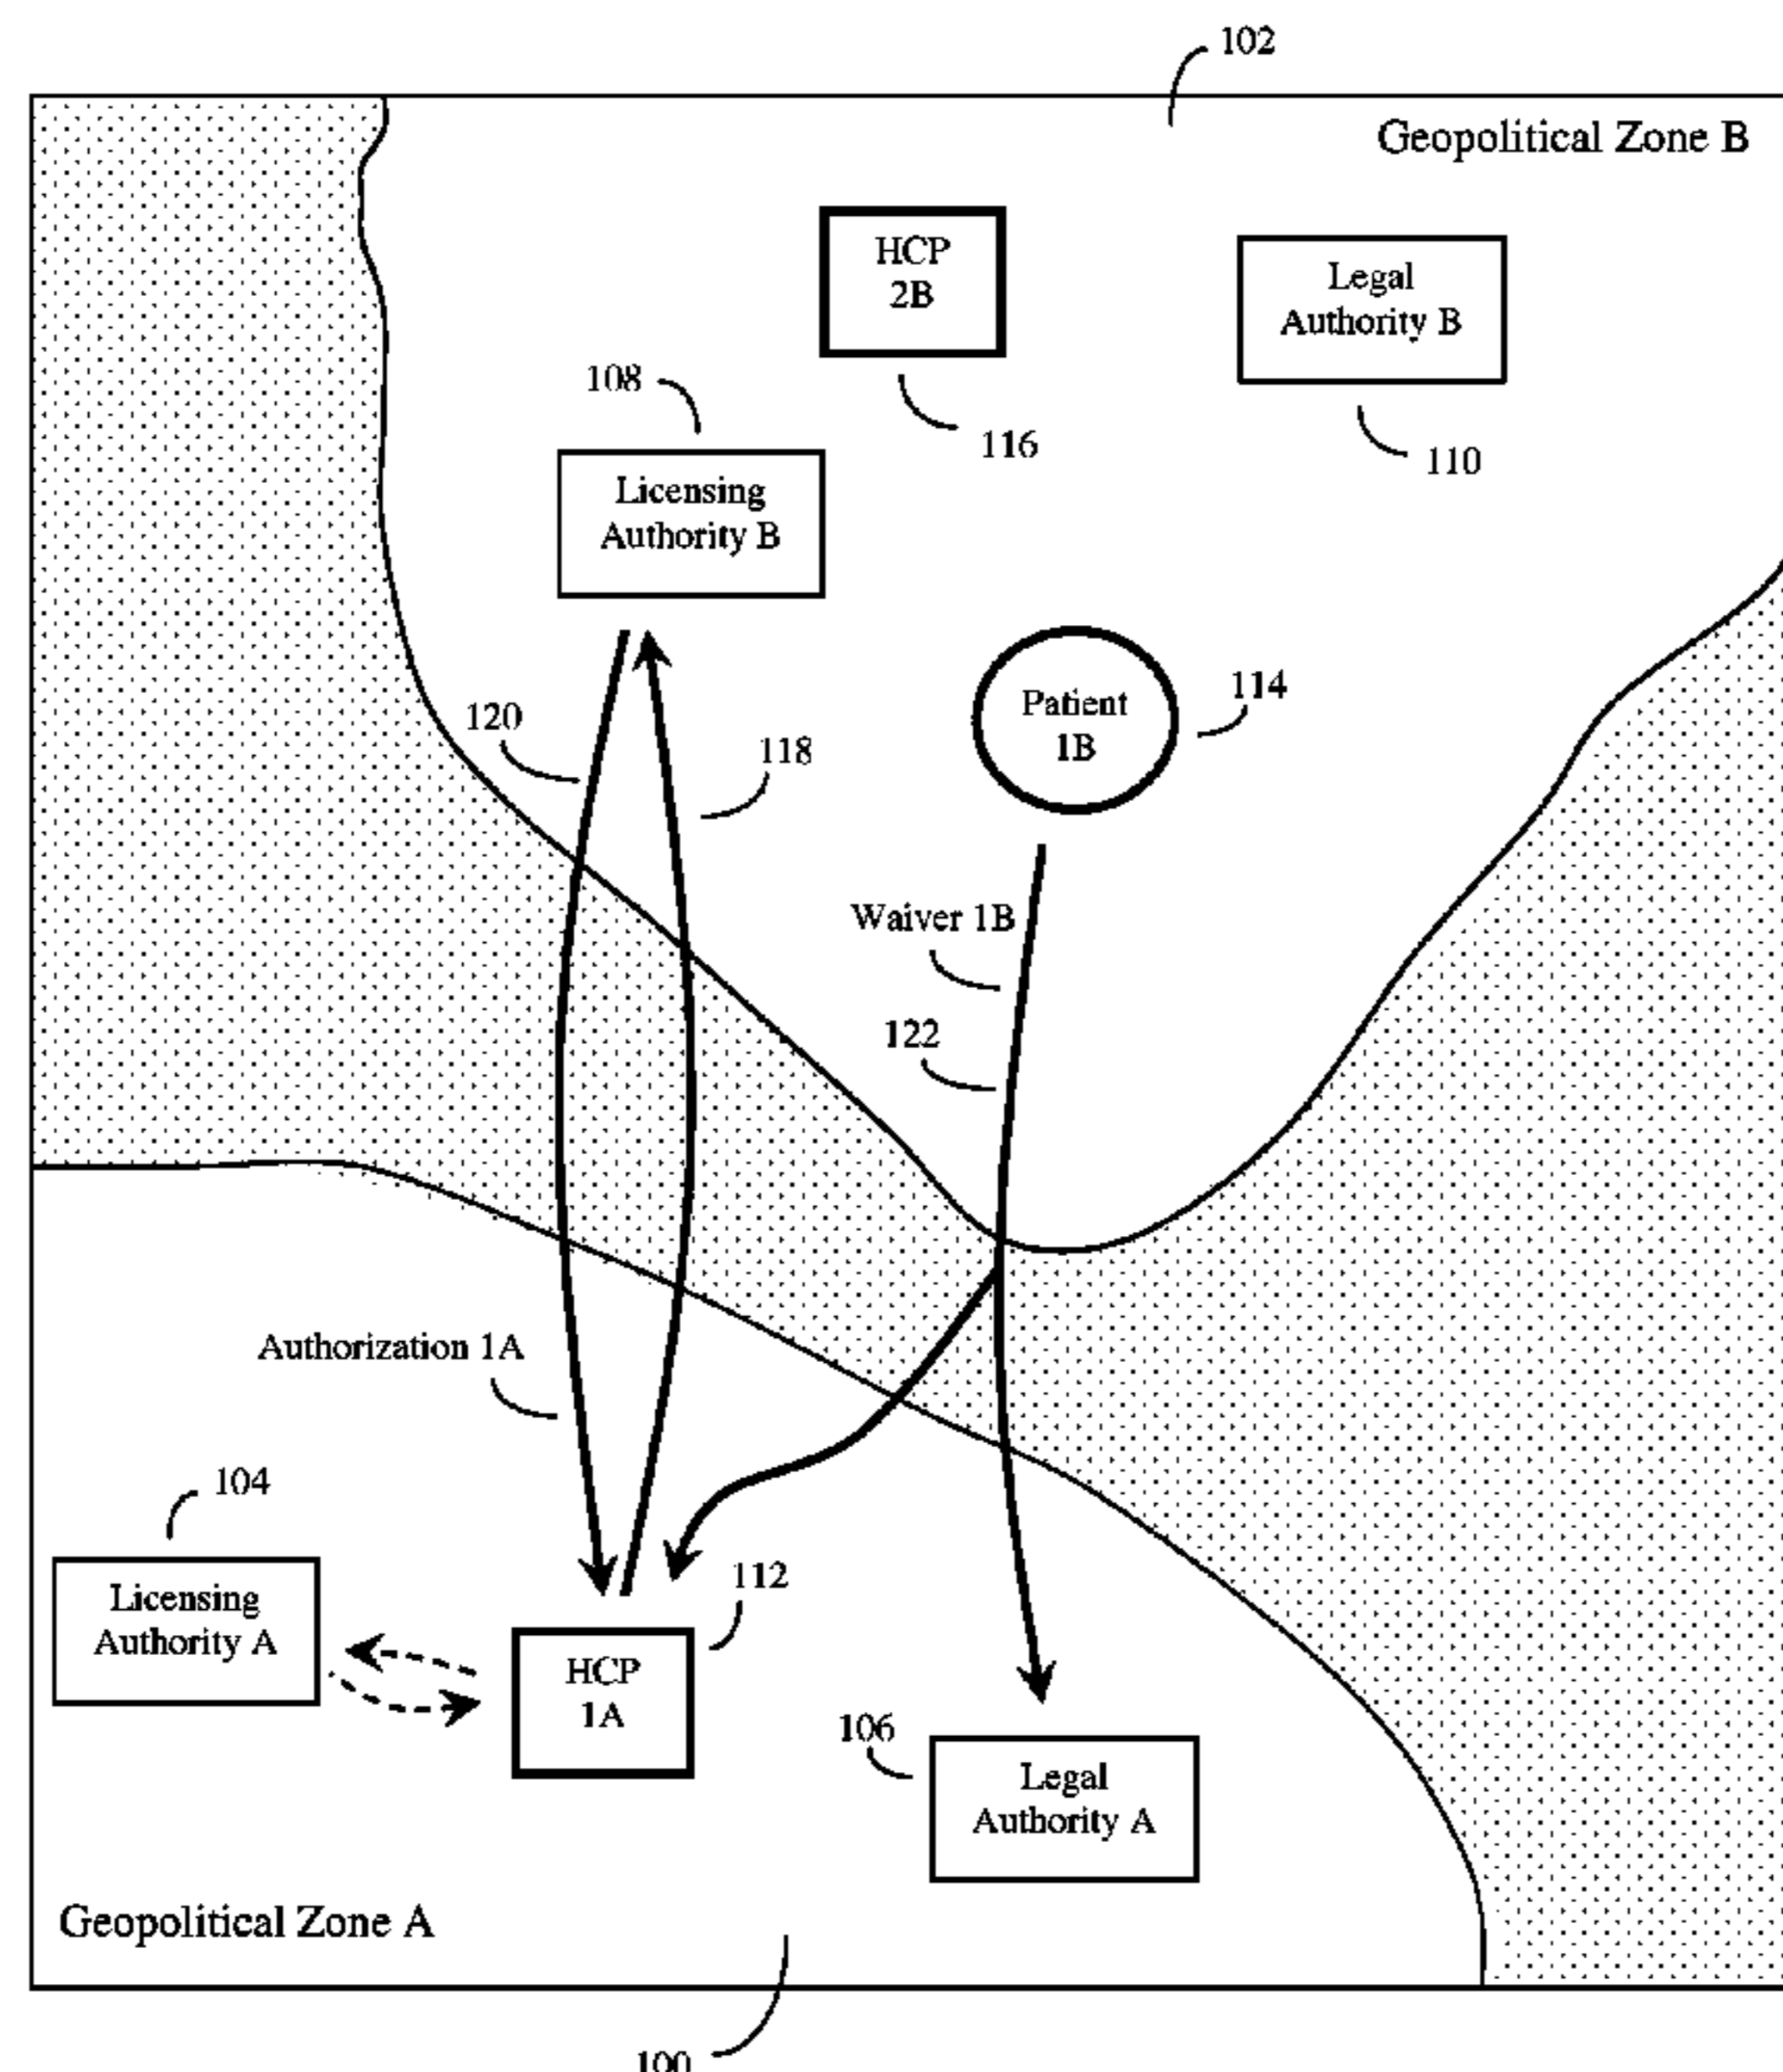 102
Geopolitical Zone B
HCP
2B
Legal
Authority B
108
116
110
Licensing
Authority B
114
Patient
1B
120
118
Waiver 1B
122
Authorization 1A
104
112
Licensing
Authority A
HCP
1A
106
Legal
Authority A
Geopolitical Zone A
100